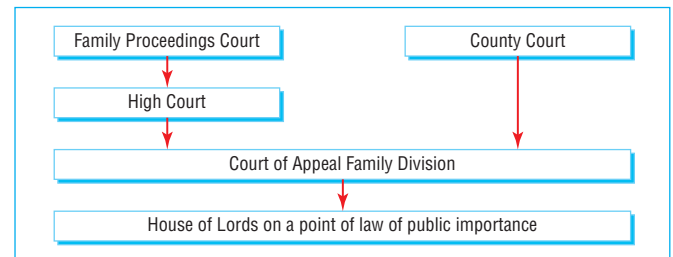 Family Proceedings Court
County Court
High Court
Court of Appeal Family Division
House of Lords on a point of law of public importance